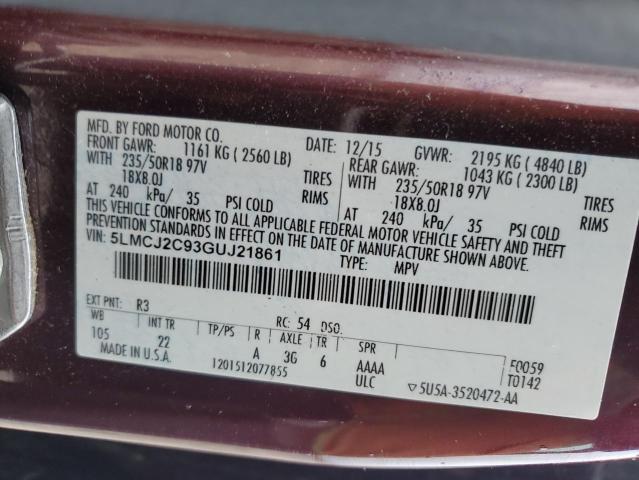 MFD. BY FORD MOTOR CO.
DATE: 12/15 GVWR: 2195 KG ( 4840 LB)
FRONT GAWR: 1161 KG ( 2560 LB) REAR GAWR: 1043 KG ( 2300 LB)
WITH 235/50R18 97V TIRES WITH 235/50R18 97V TIRES
18X8.0J RIMS 18X8.0J RIMS
AT 240 kPa/ 35 PSI COLD AT 240 kPa/ 35 PSI COLD
THIS VEHICLE CONFORMS TO ALL APPLICABLE FEDERAL MOTOR VEHICLE SAFETY AND THEFT
PREVENTION STANDARDS IN EFFECT ON THE DATE OF MANUFACTURE SHOWN ABOVE.
VIN: 5LMCJ2C93GUJ21861 TYPE: MPV
EXT PNT: R3 RC: 54 DSO:
WB INT TR TP/PS R AXLE TR SPR
105 22 A 3G 6 AAAA F0059
MADE IN U.S.A. 1201512077855 ULC T0142
▽5U5A-3520472-AA